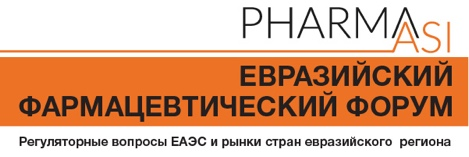 PHARMA
ASI
ЕВРАЗИЙСКИЙ
ФАРМАЦЕВТИЧЕСКИЙ ФОРУМ
Регуляторные вопросы ЕАЭС и рынки стран евразийского региона